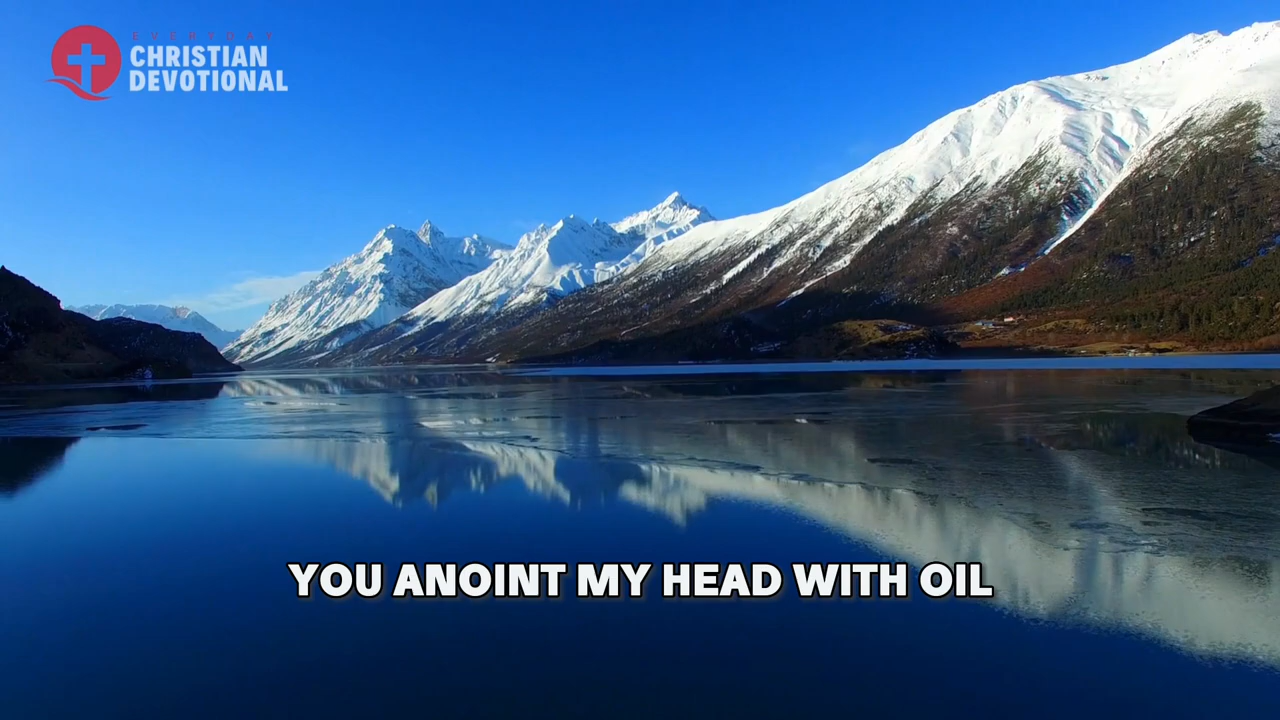 EVERYDAY
CHRISTIAN
DEVOTIONAL
YOU ANOINT MY HEAD WITH OIL